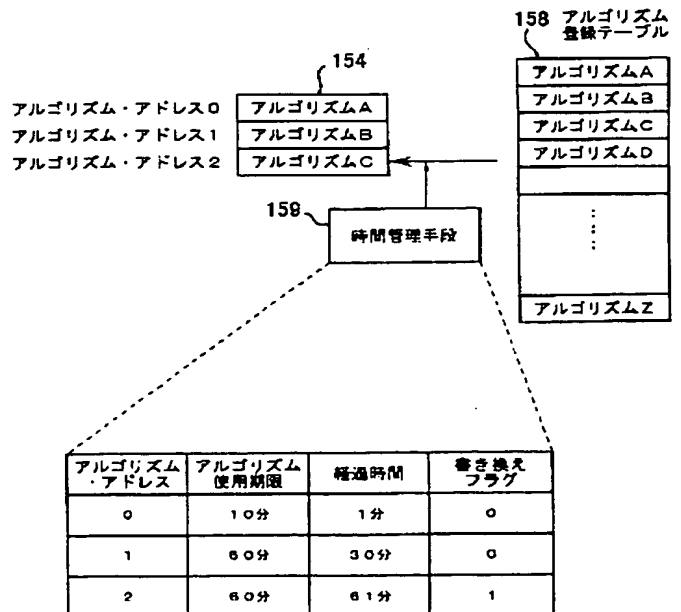 158 アルゴリズム
登録テーブル
154
アルゴリズムA
アルゴリズムB
アルゴリズムC
アルゴリズムD
アルゴリズムZ
アルゴリズム・アドレス0 アルゴリズムA
アルゴリズム・アドレス1 アルゴリズムB
アルゴリズム・アドレス2 アルゴリズムC
159
時間管理手段
アルゴリズム・アドレス アルゴリズム使用期限 経過時間 書き換えフラグ
0 10分 1分 0
1 60分 30分 0
2 60分 61分 1